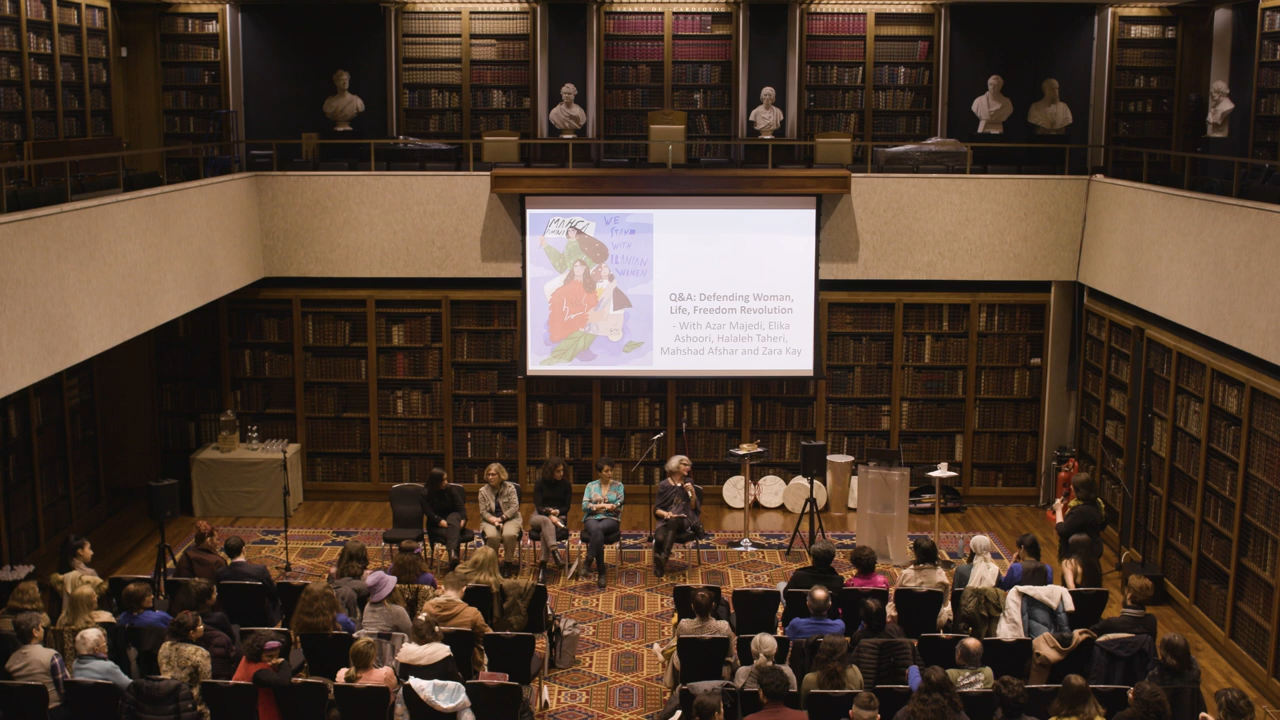 MAHSA
AMINI
WE
STAND
WITH
IRANIAN
WOMEN
Q&A: Defending Woman,
Life, Freedom Revolution
- With Azar Majedi, Elika
Ashoori, Halaleh Taheri,
Mahshad Afshar and Zara Kay